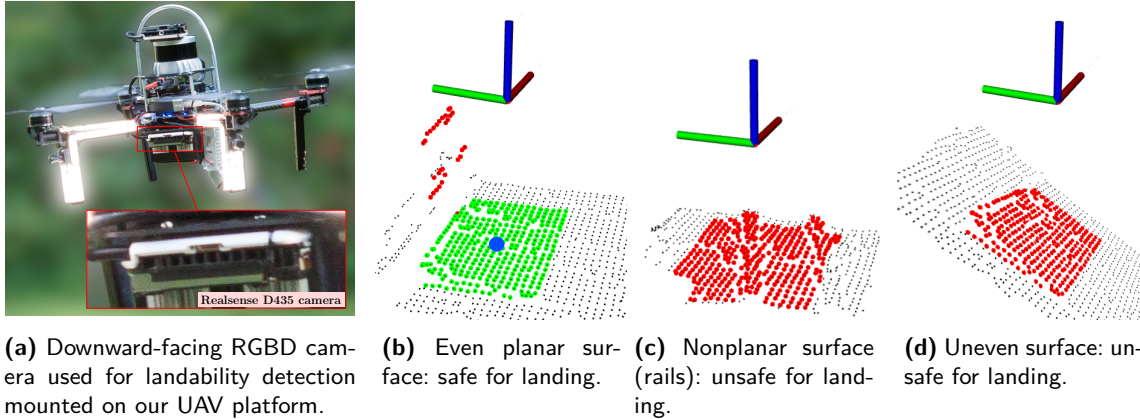 Realsense D435 camera
(a) Downward-facing RGBD cam-
era used for landability detection
mounted on our UAV platform.
(b) Even planar sur-
face: safe for landing.
(c) Nonplanar surface
(rails): unsafe for land-
ing.
(d) Uneven surface: un-
safe for landing.